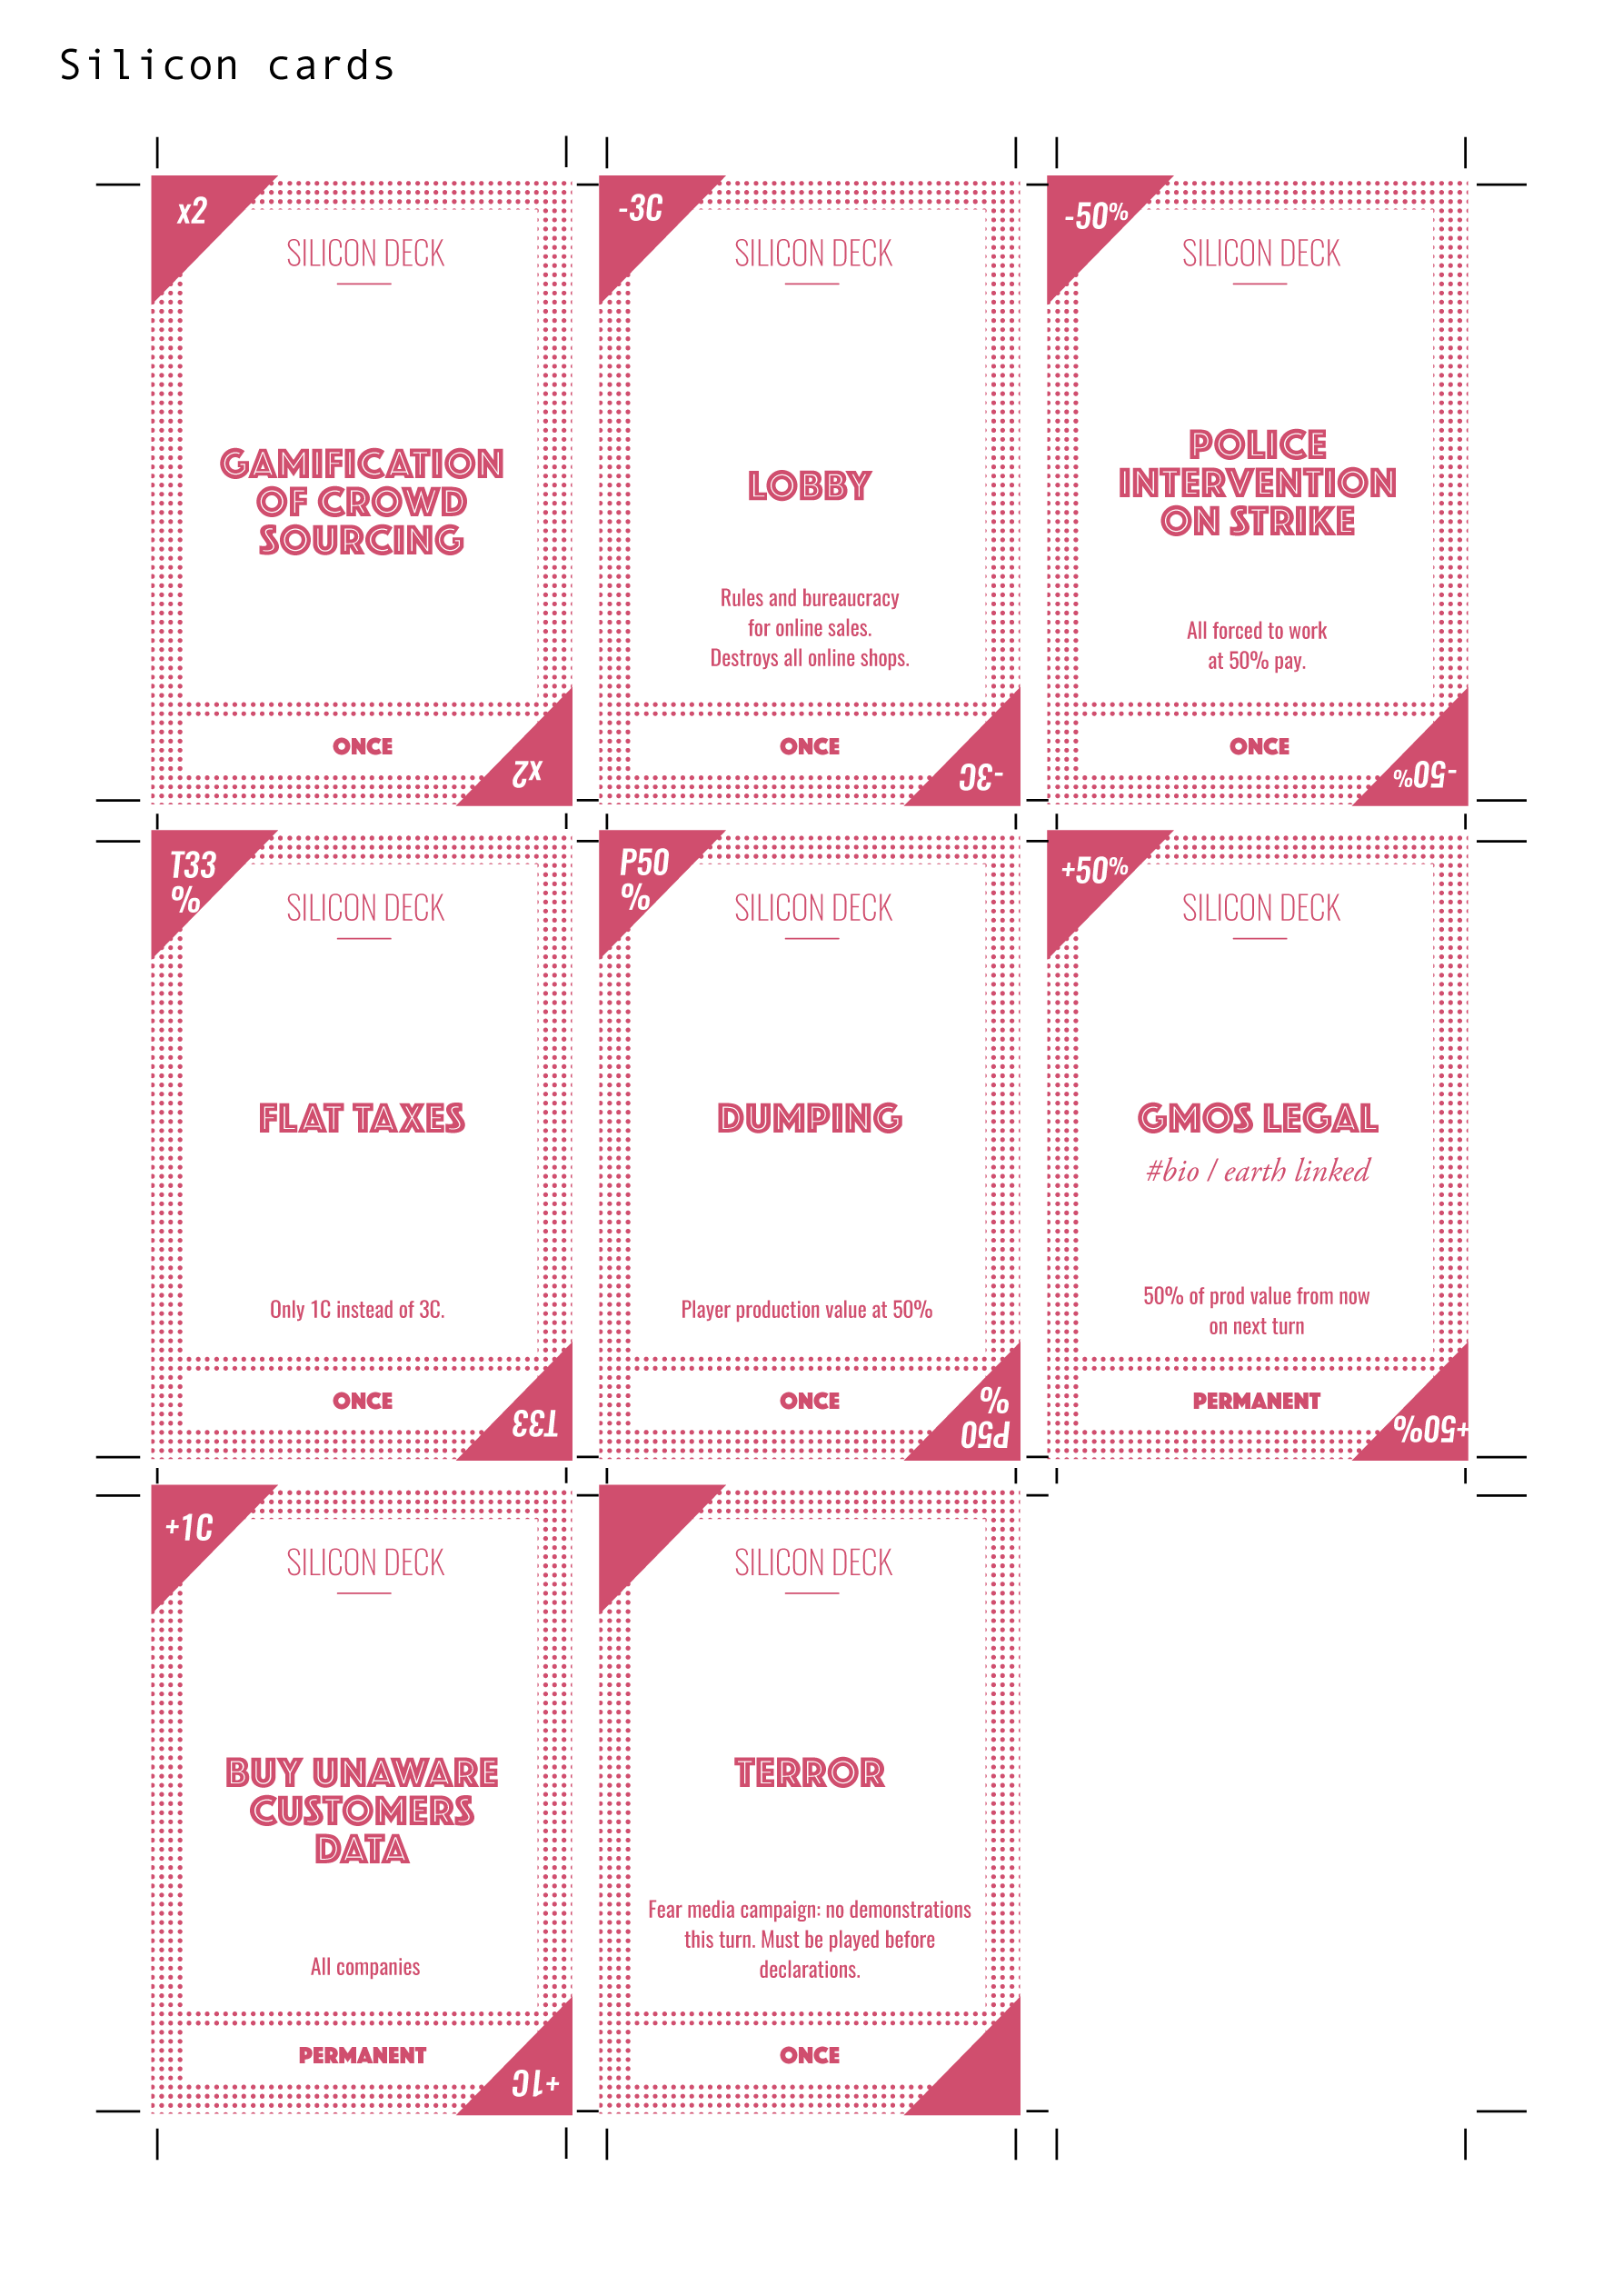 Silicon cards
x2
SILICON DECK
GAMIFICATION
OF CROWD
SOURCING
ONCE
x2
-3C
SILICON DECK
LOBBY
Rules and bureaucracy
for online sales.
Destroys all online shops.
ONCE
-3C
-50%
SILICON DECK
POLICE
INTERVENTION
ON STRIKE
All forced to work
at 50% pay.
ONCE
-50%
T33
%
SILICON DECK
FLAT TAXES
Only 1C instead of 3C.
ONCE
T33
P50
%
SILICON DECK
DUMPING
Player production value at 50%
ONCE
P50
%
+50%
SILICON DECK
GMOS LEGAL
#bio / earth linked
50% of prod value from now
on next turn
PERMANENT
+50%
+1C
SILICON DECK
BUY UNAWARE
CUSTOMERS
DATA
All companies
PERMANENT
+1C
SILICON DECK
TERROR
Fear media campaign: no demonstrations
this turn. Must be played before
declarations.
ONCE